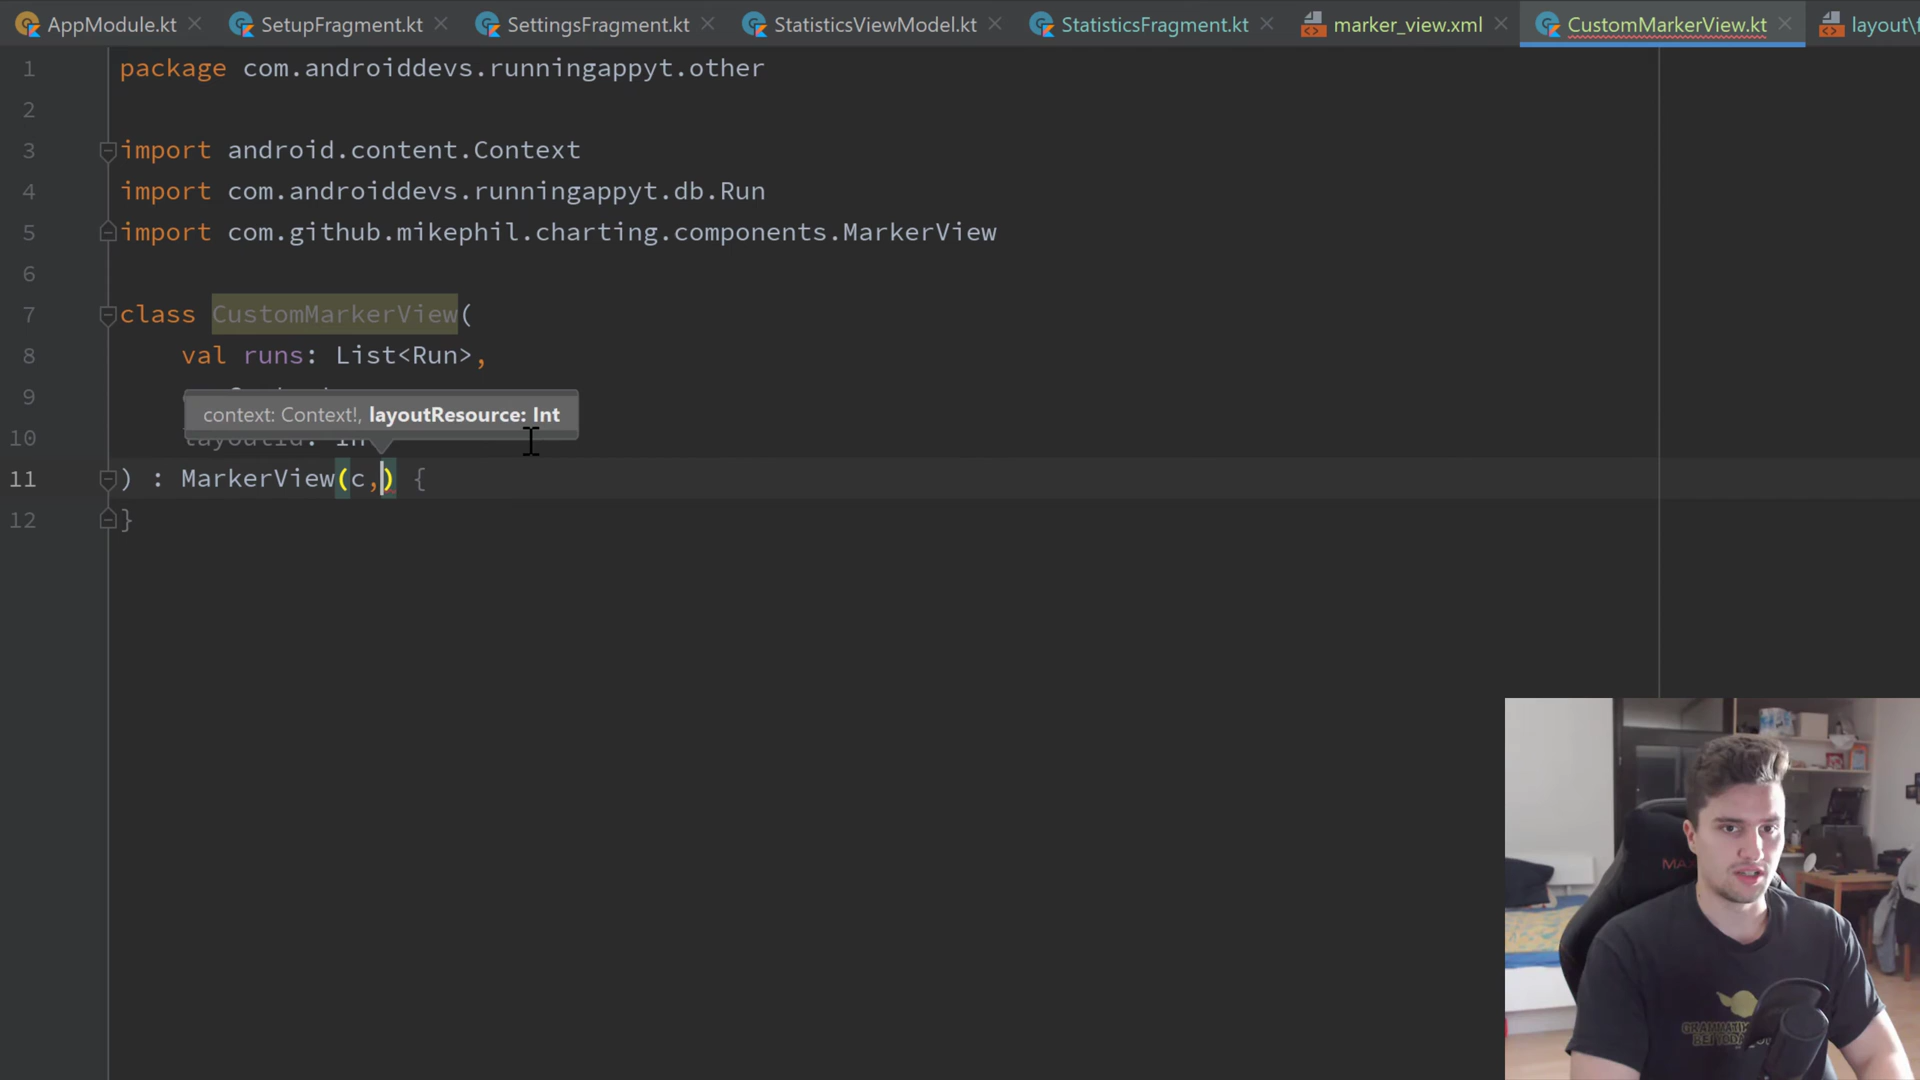 AppModule.kt SetupFragment.kt SettingsFragment.kt StatisticsViewModel.kt StatisticsFragment.kt marker_view.xml CustomMarkerView.kt layout\
1 package com.androiddevs.runningappyt.other
2
3 import android.content.Context
4 import com.androiddevs.runningappyt.db.Run
5 import com.github.mikephil.charting.components.MarkerView
6
7 class CustomMarkerView(
8 val runs: List<Run>,
9
context: Context!, layoutResource: Int
10
11 ) : MarkerView(c,) {
12 }